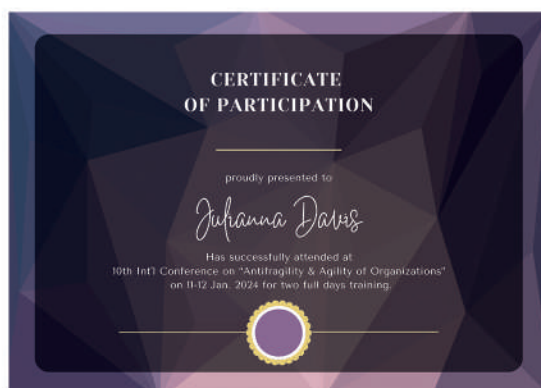 CERTIFICATE
OF PARTICIPATION
proudly presented to
Julianna Davis
Has successfully attended at
10th Int'l Conference on "Antifragility & Agility of Organizations"
on 11-12 Jan. 2024 for two full days training.